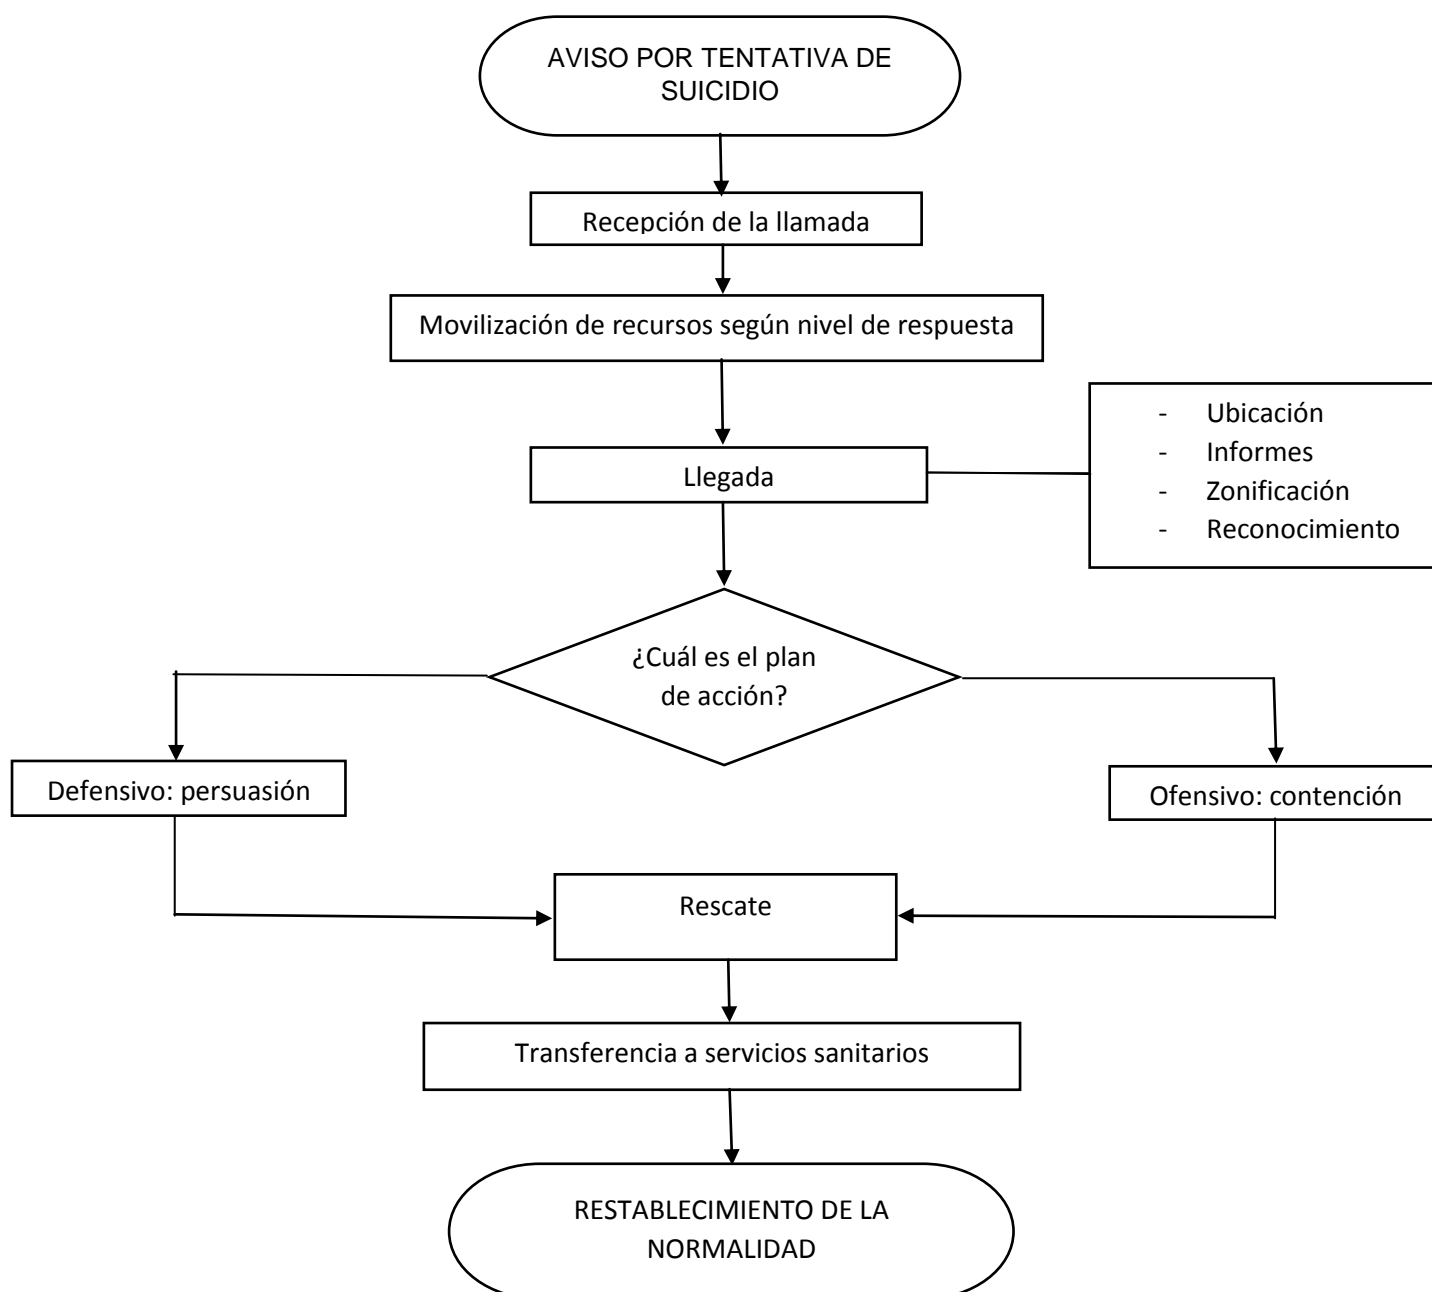 AVISO POR TENTATIVA DE
SUICIDIO
Recepción de la llamada
Movilización de recursos según nivel de respuesta
Llegada
- Ubicación
- Informes
- Zonificación
- Reconocimiento
¿Cuál es el plan
de acción?
Defensivo: persuasión
Ofensivo: contención
Rescate
Transferencia a servicios sanitarios
RESTABLECIMIENTO DE LA
NORMALIDAD